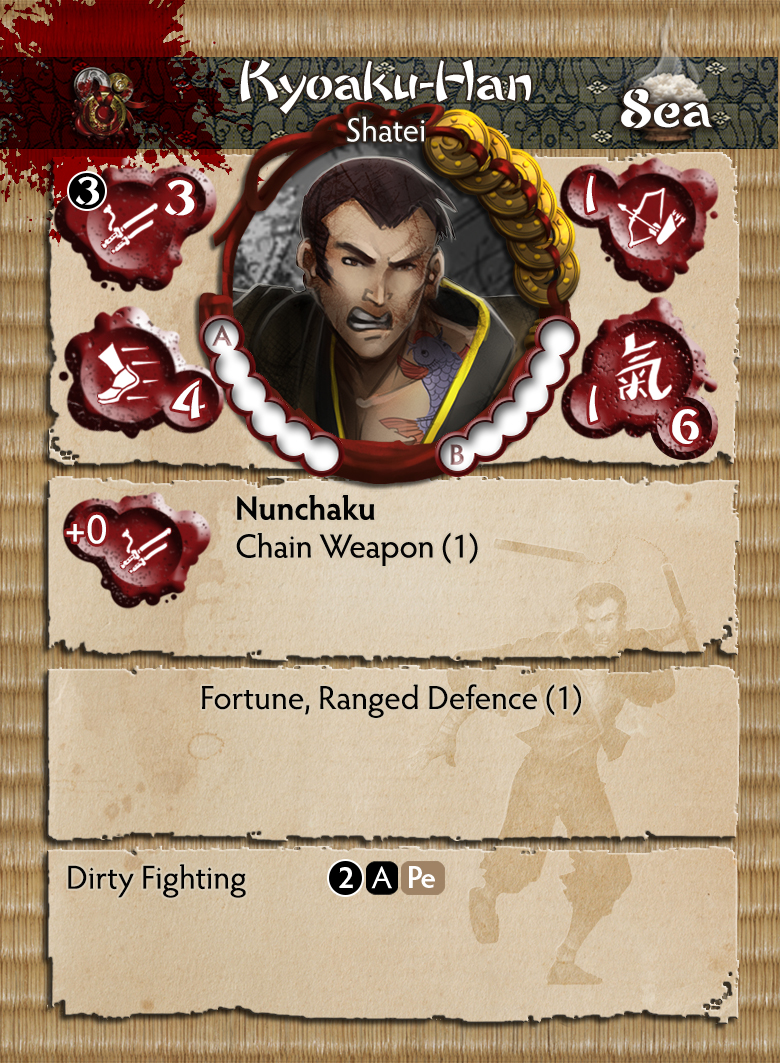 Kyoaku-Han
8ea
Shatei
3 3
1
A
4
1 氣 6
B
+0
Nunchaku
Chain Weapon (1)
Fortune, Ranged Defence (1)
Dirty Fighting 2 A Pe